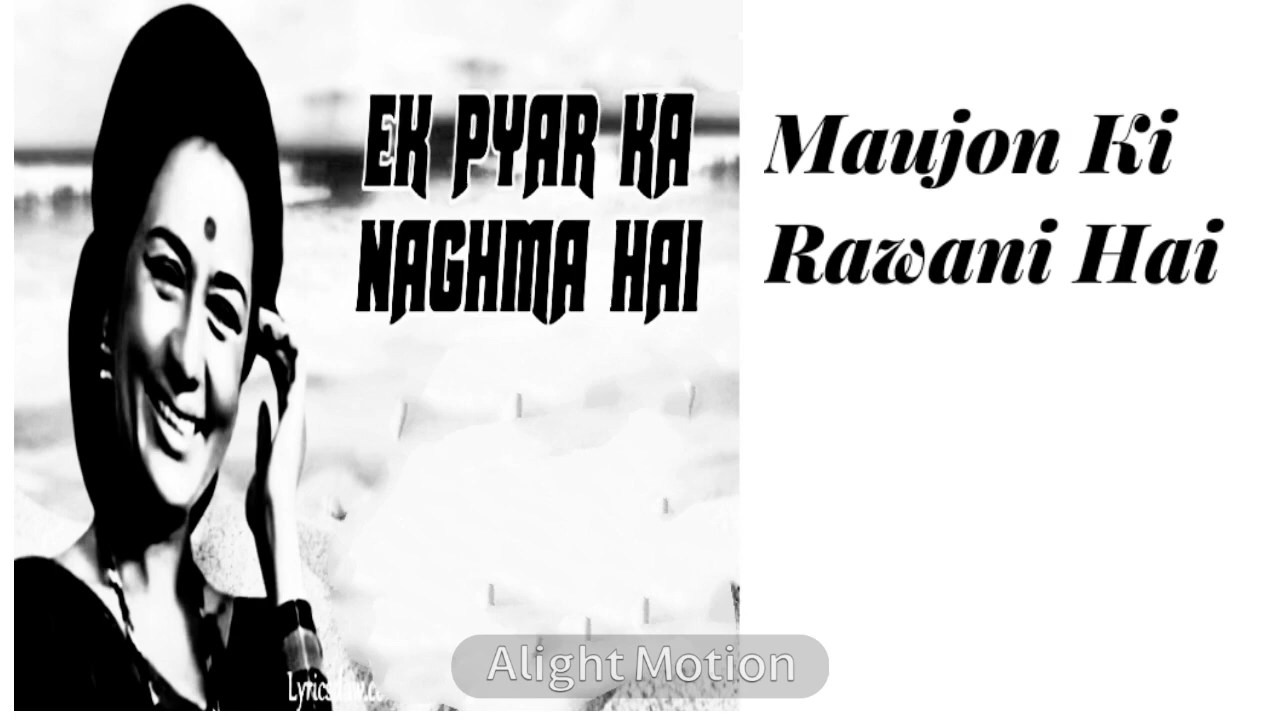 EK PYAR KA
NAGHMA HAI
Maujon Ki
Rawani Hai
Alight Motion